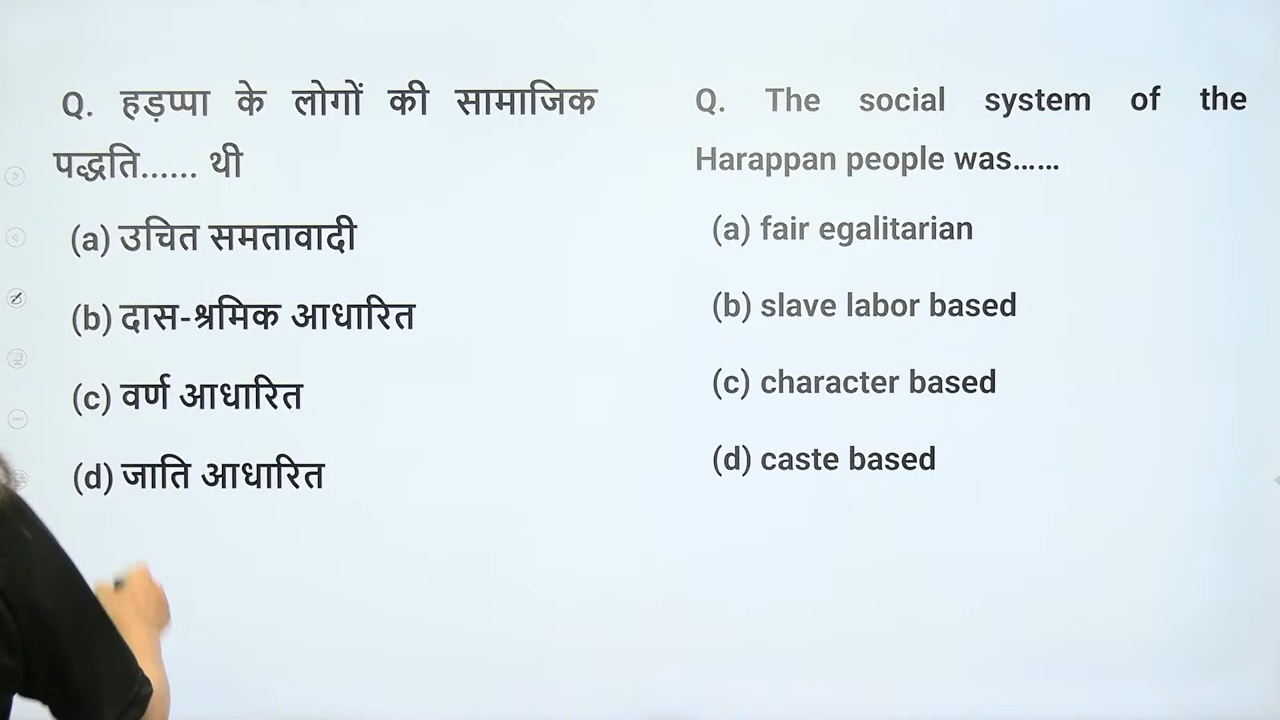 Q. हड़प्पा के लोगों की सामाजिक
पद्धति...... थी
(a) उचित समतावादी
(b) दास-श्रमिक आधारित
(c) वर्ण आधारित
(d) जाति आधारित
Q. The social system of the
Harappan people was......
(a) fair egalitarian
(b) slave labor based
(c) character based
(d) caste based